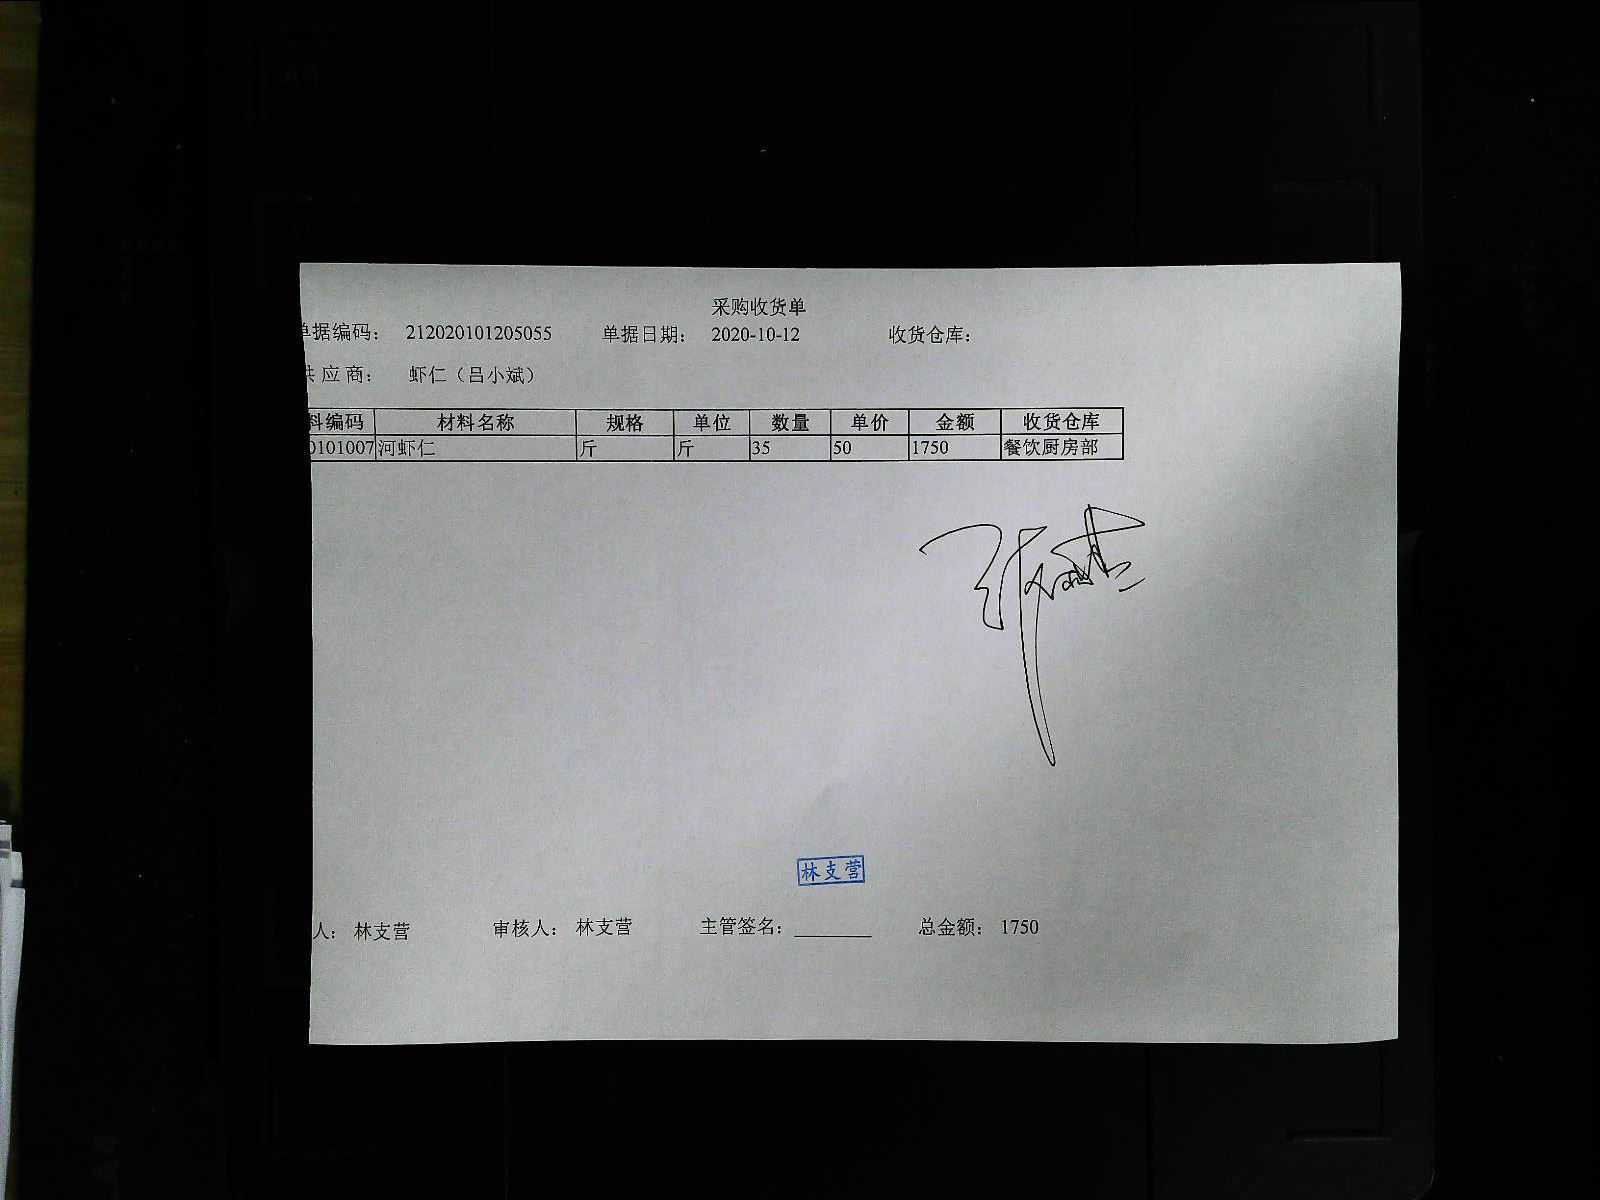 采购收货单
单据编码： 212020101205055 单据日期： 2020-10-12 收货仓库：
供应商： 虾仁（吕小斌）
料编码 材料名称 规格 单位 数量 单价 金额 收货仓库
0101007 河虾仁 斤 斤 35 50 1750 餐饮厨房部
林支营
人： 林支营 审核人： 林支营 主管签名： 总金额： 1750